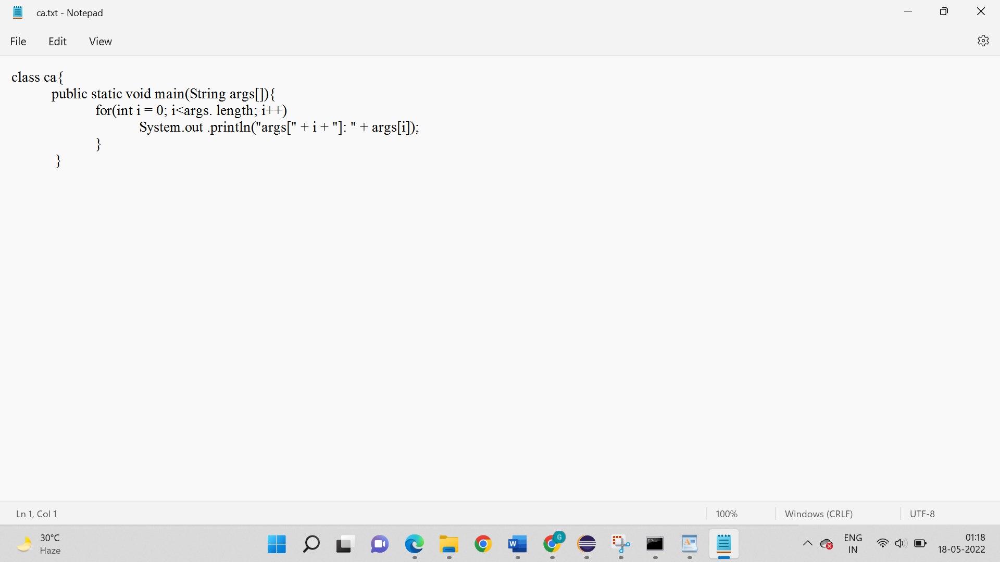 ca.txt - Notepad
File Edit View
class ca{
public static void main(String args[]){
for(int i = 0; i<args. length; i++)
System.out .println("args[" + i + "]: " + args[i]);
}
}
Ln 1, Col 1 100% Windows (CRLF) UTF-8
30°C
Haze
W
G
ENG
IN
01:18
18-05-2022